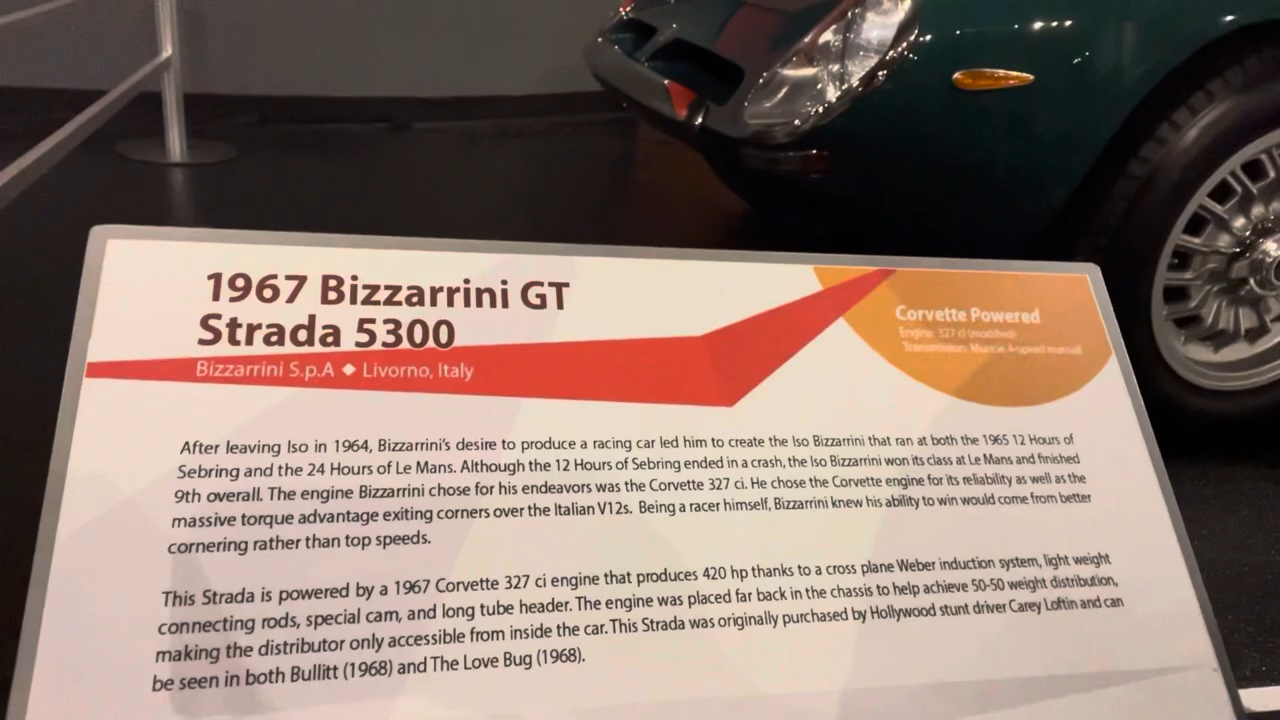 1967 Bizzarrini GT
Strada 5300
Bizzarrini S.p.A ◆ Livorno, Italy
Corvette Powered
Engine: 327 ci (modified)
Transmission: Muncie 4-speed manual
After leaving Iso in 1964, Bizzarrini's desire to produce a racing car led him to create the Iso Bizzarrini that ran at both the 1965 12 Hours of
Sebring and the 24 Hours of Le Mans. Although the 12 Hours of Sebring ended in a crash, the Iso Bizzarrini won its class at Le Mans and finished
9th overall. The engine Bizzarrini chose for his endeavors was the Corvette 327 ci. He chose the Corvette engine for its reliability as well as the
massive torque advantage exiting corners over the Italian V12s. Being a racer himself, Bizzarrini knew his ability to win would come from better
cornering rather than top speeds.
This Strada is powered by a 1967 Corvette 327 ci engine that produces 420 hp thanks to a cross plane Weber induction system, light weight
connecting rods, special cam, and long tube header. The engine was placed far back in the chassis to help achieve 50-50 weight distribution,
making the distributor only accessible from inside the car. This Strada was originally purchased by Hollywood stunt driver Carey Loftin and can
be seen in both Bullitt (1968) and The Love Bug (1968).